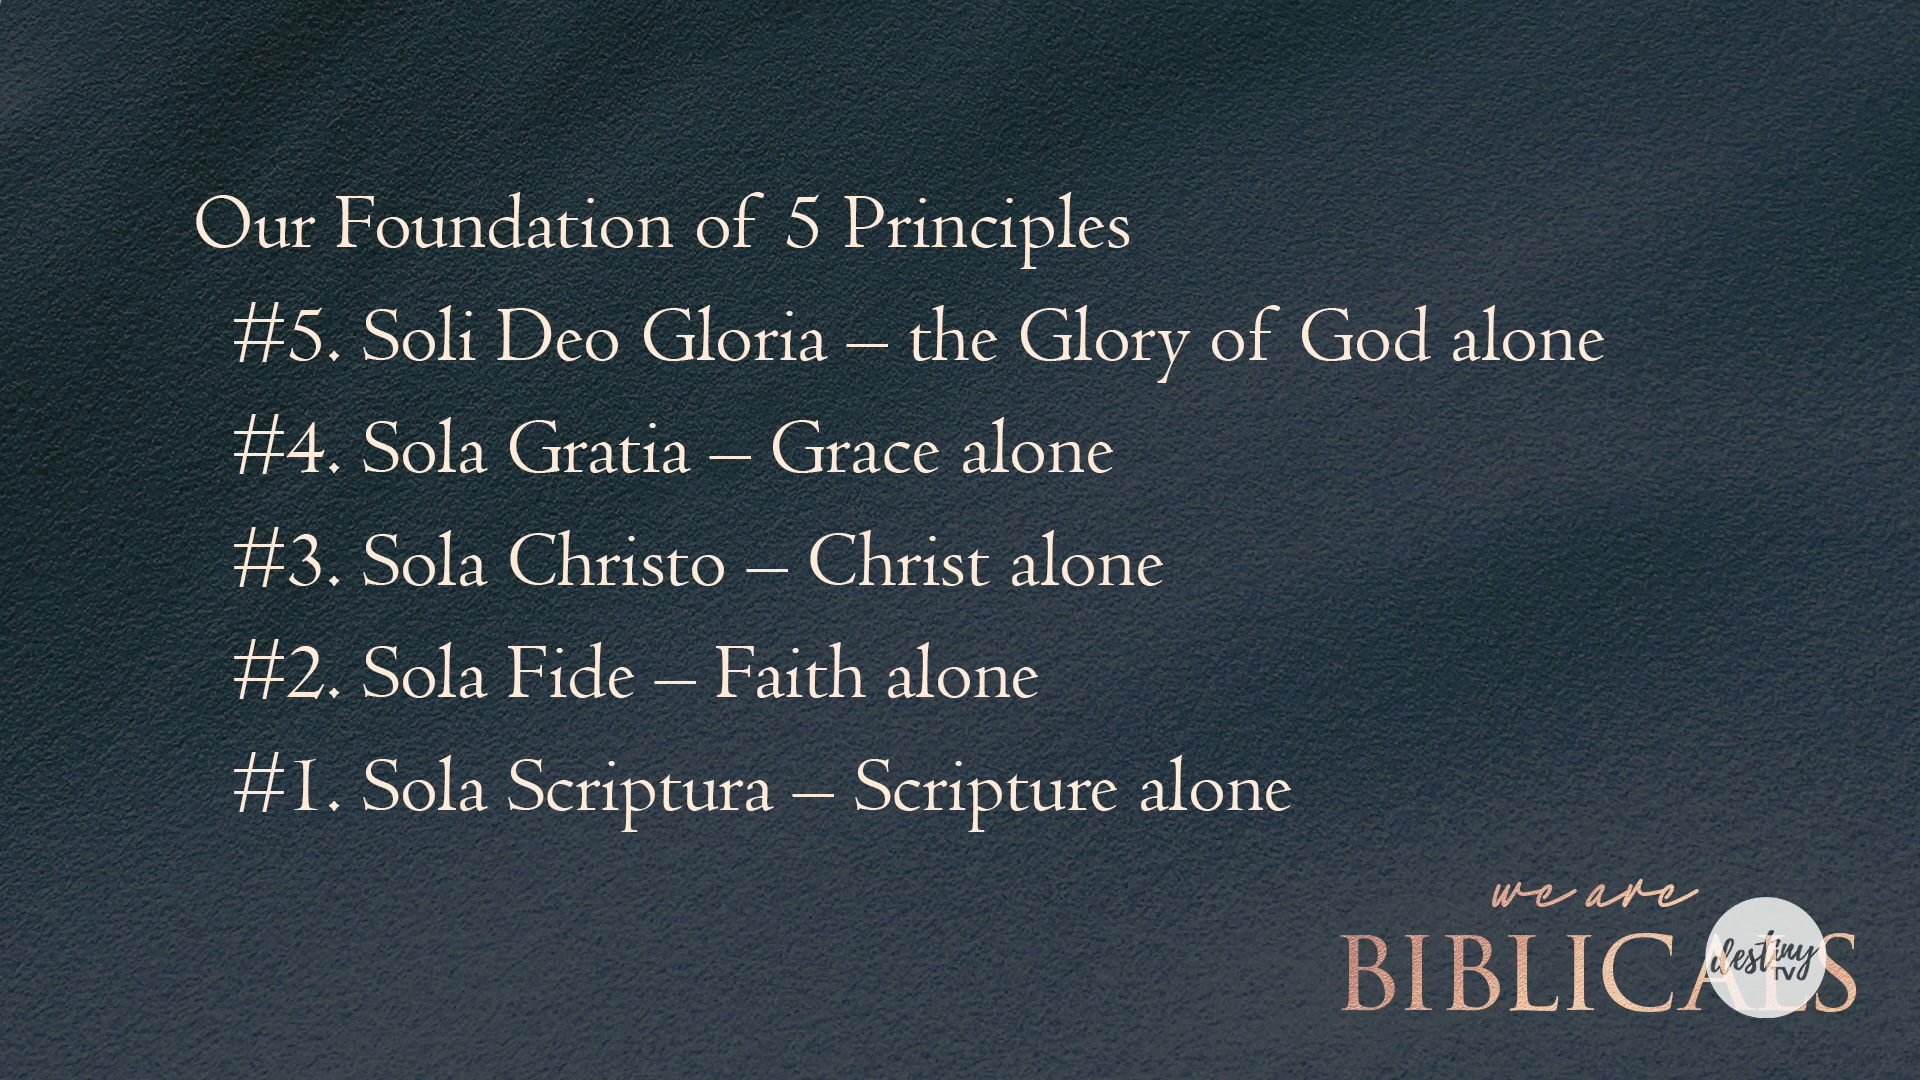 Our Foundation of 5 Principles
#5. Soli Deo Gloria – the Glory of God alone
#4. Sola Gratia – Grace alone
#3. Sola Christo – Christ alone
#2. Sola Fide – Faith alone
#1. Sola Scriptura – Scripture alone
we are
BIBLICALS
destiny
TV